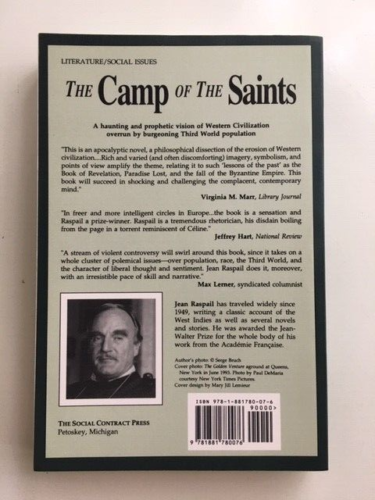 LITERATURE/SOCIAL ISSUES
THE Camp OF THE Saints
A haunting and prophetic vision of Western Civilization
overrun by burgeoning Third World population
"This is an apocalyptic novel, a philosophical dissection of the erosion of Western
civilization....Rich and varied (and often discomforting) imagery, symbolism, and
points of view amplify the theme, relating it to such 'lessons of the past' as the
Book of Revelation, Paradise Lost, and the fall of the Byzantine Empire. This
book will succeed in shocking and challenging the complacent, contemporary
mind."
Virginia M. Marr, Library Journal
"In freer and more intelligent circles in Europe...the book is a sensation and
Raspail a prize-winner. Raspail is a tremendous rhetorician, his disdain boiling
from the page in a torrent reminiscent of Céline."
Jeffrey Hart, National Review
"A stream of violent controversy will swirl around this book, since it takes on a
whole cluster of polemical issues—over population, race, the Third World, and
the character of liberal thought and sentiment. Jean Raspail does it, moreover,
with an irresistible pace of skill and narrative."
Max Lerner, syndicated columnist
Jean Raspail has traveled widely since
1949, writing a classic account of the
West Indies as well as several novels
and stories. He was awarded the Jean-
Walter Prize for the whole body of his
work from the Académie Française.
Author's photo: © Serge Brach
Cover photo: The Golden Venture aground at Queens,
New York in June 1993. Photo by Paul DeMaria
courtesy New York Times Pictures.
Cover design by Mary Jill Lemieur
THE SOCIAL CONTRACT PRESS
Petoskey, Michigan
ISBN 978-1-881780-07-6
90000>
9 781881 780076